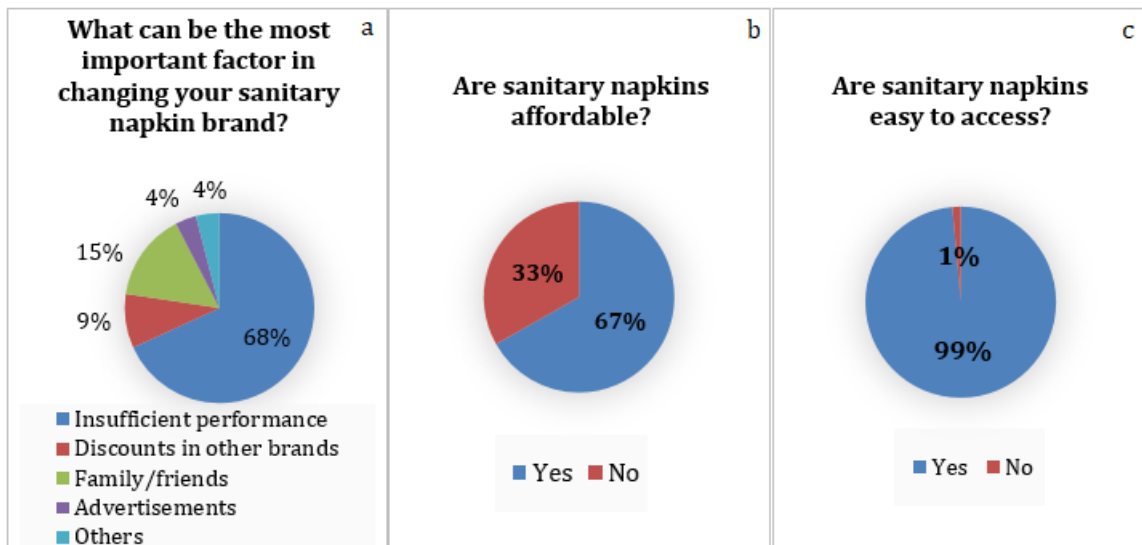 What can be the most
important factor in
changing your sanitary
napkin brand?
a
4%
4%
15%
9%
68%
Insufficient performance
Discounts in other brands
Family/friends
Advertisements
Others
b
Are sanitary napkins
affordable?
33%
67%
Yes No
c
Are sanitary napkins
easy to access?
1%
99%
Yes No